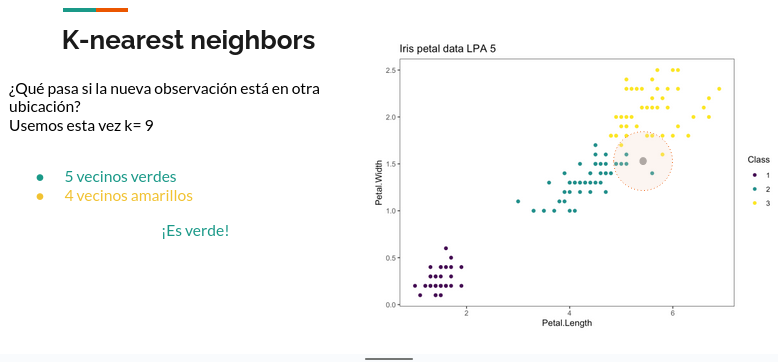 K-nearest neighbors
¿Qué pasa si la nueva observación está en otra
ubicación?
Usemos esta vez k= 9
● 5 vecinos verdes
● 4 vecinos amarillos
¡Es verde!
Iris petal data LPA 5
2.5
2.0
1.5
1.0
0.5
0.0
Petal.Width
2 4 6
Petal.Length
Class
1
2
3